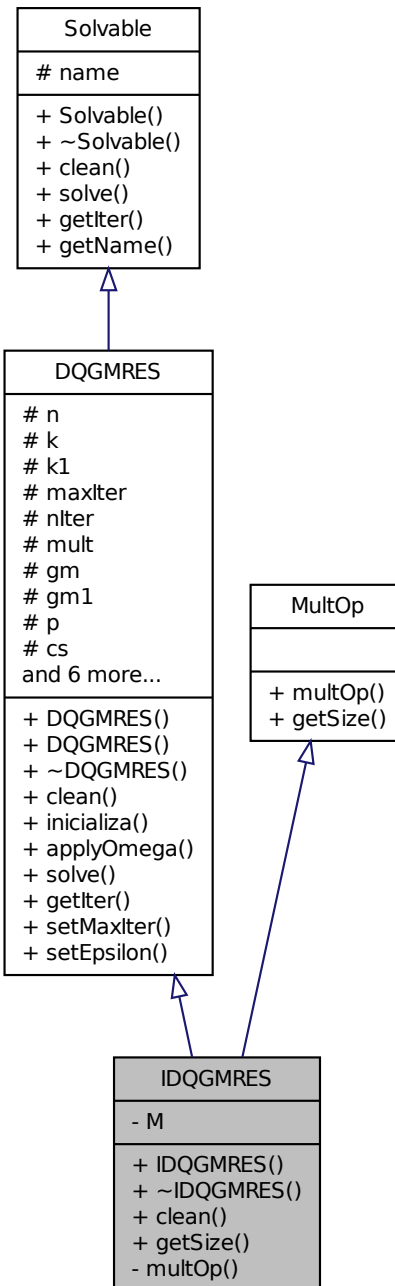 Solvable
# name
+ Solvable()
+ ~Solvable()
+ clean()
+ solve()
+ getIter()
+ getName()
DQGMRES
# n
# k
# k1
# maxIter
# nIter
# mult
# gm
# gm1
# p
# cs
and 6 more...
+ DQGMRES()
+ DQGMRES()
+ ~DQGMRES()
+ clean()
+ inicializa()
+ applyOmega()
+ solve()
+ getIter()
+ setMaxIter()
+ setEpsilon()
MultOp
+ multOp()
+ getSize()
IDQGMRES
- M
+ IDQGMRES()
+ ~IDQGMRES()
+ clean()
+ getSize()
- multOp()